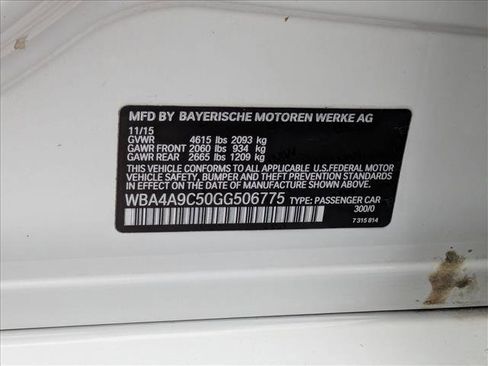 MFD BY BAYERISCHE MOTOREN WERKE AG
11/15
GVWR 4615 lbs 2093 kg
GAWR FRONT 2060 lbs 934 kg
GAWR REAR 2665 lbs 1209 kg
THIS VEHICLE CONFORMS TO ALL APPLICABLE U.S.FEDERAL MOTOR
VEHICLE SAFETY, BUMPER, AND THEFT PREVENTION STANDARDS
IN EFFECT ON THE DATE OF MANUFACTURE SHOWN ABOVE.
WBA4A9C50GG506775 TYPE: PASSENGER CAR
300/0
7 315 814